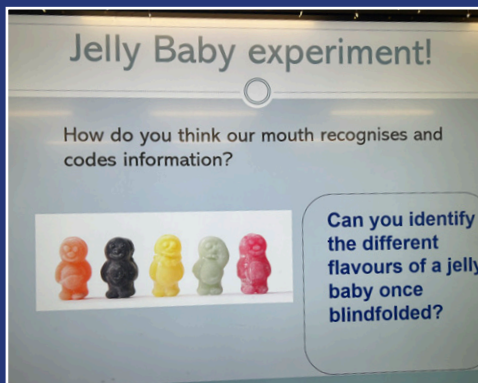 Jelly Baby experiment!
How do you think our mouth recognises and
codes information?
Can you identify
the different
flavours of a jelly
baby once
blindfolded?